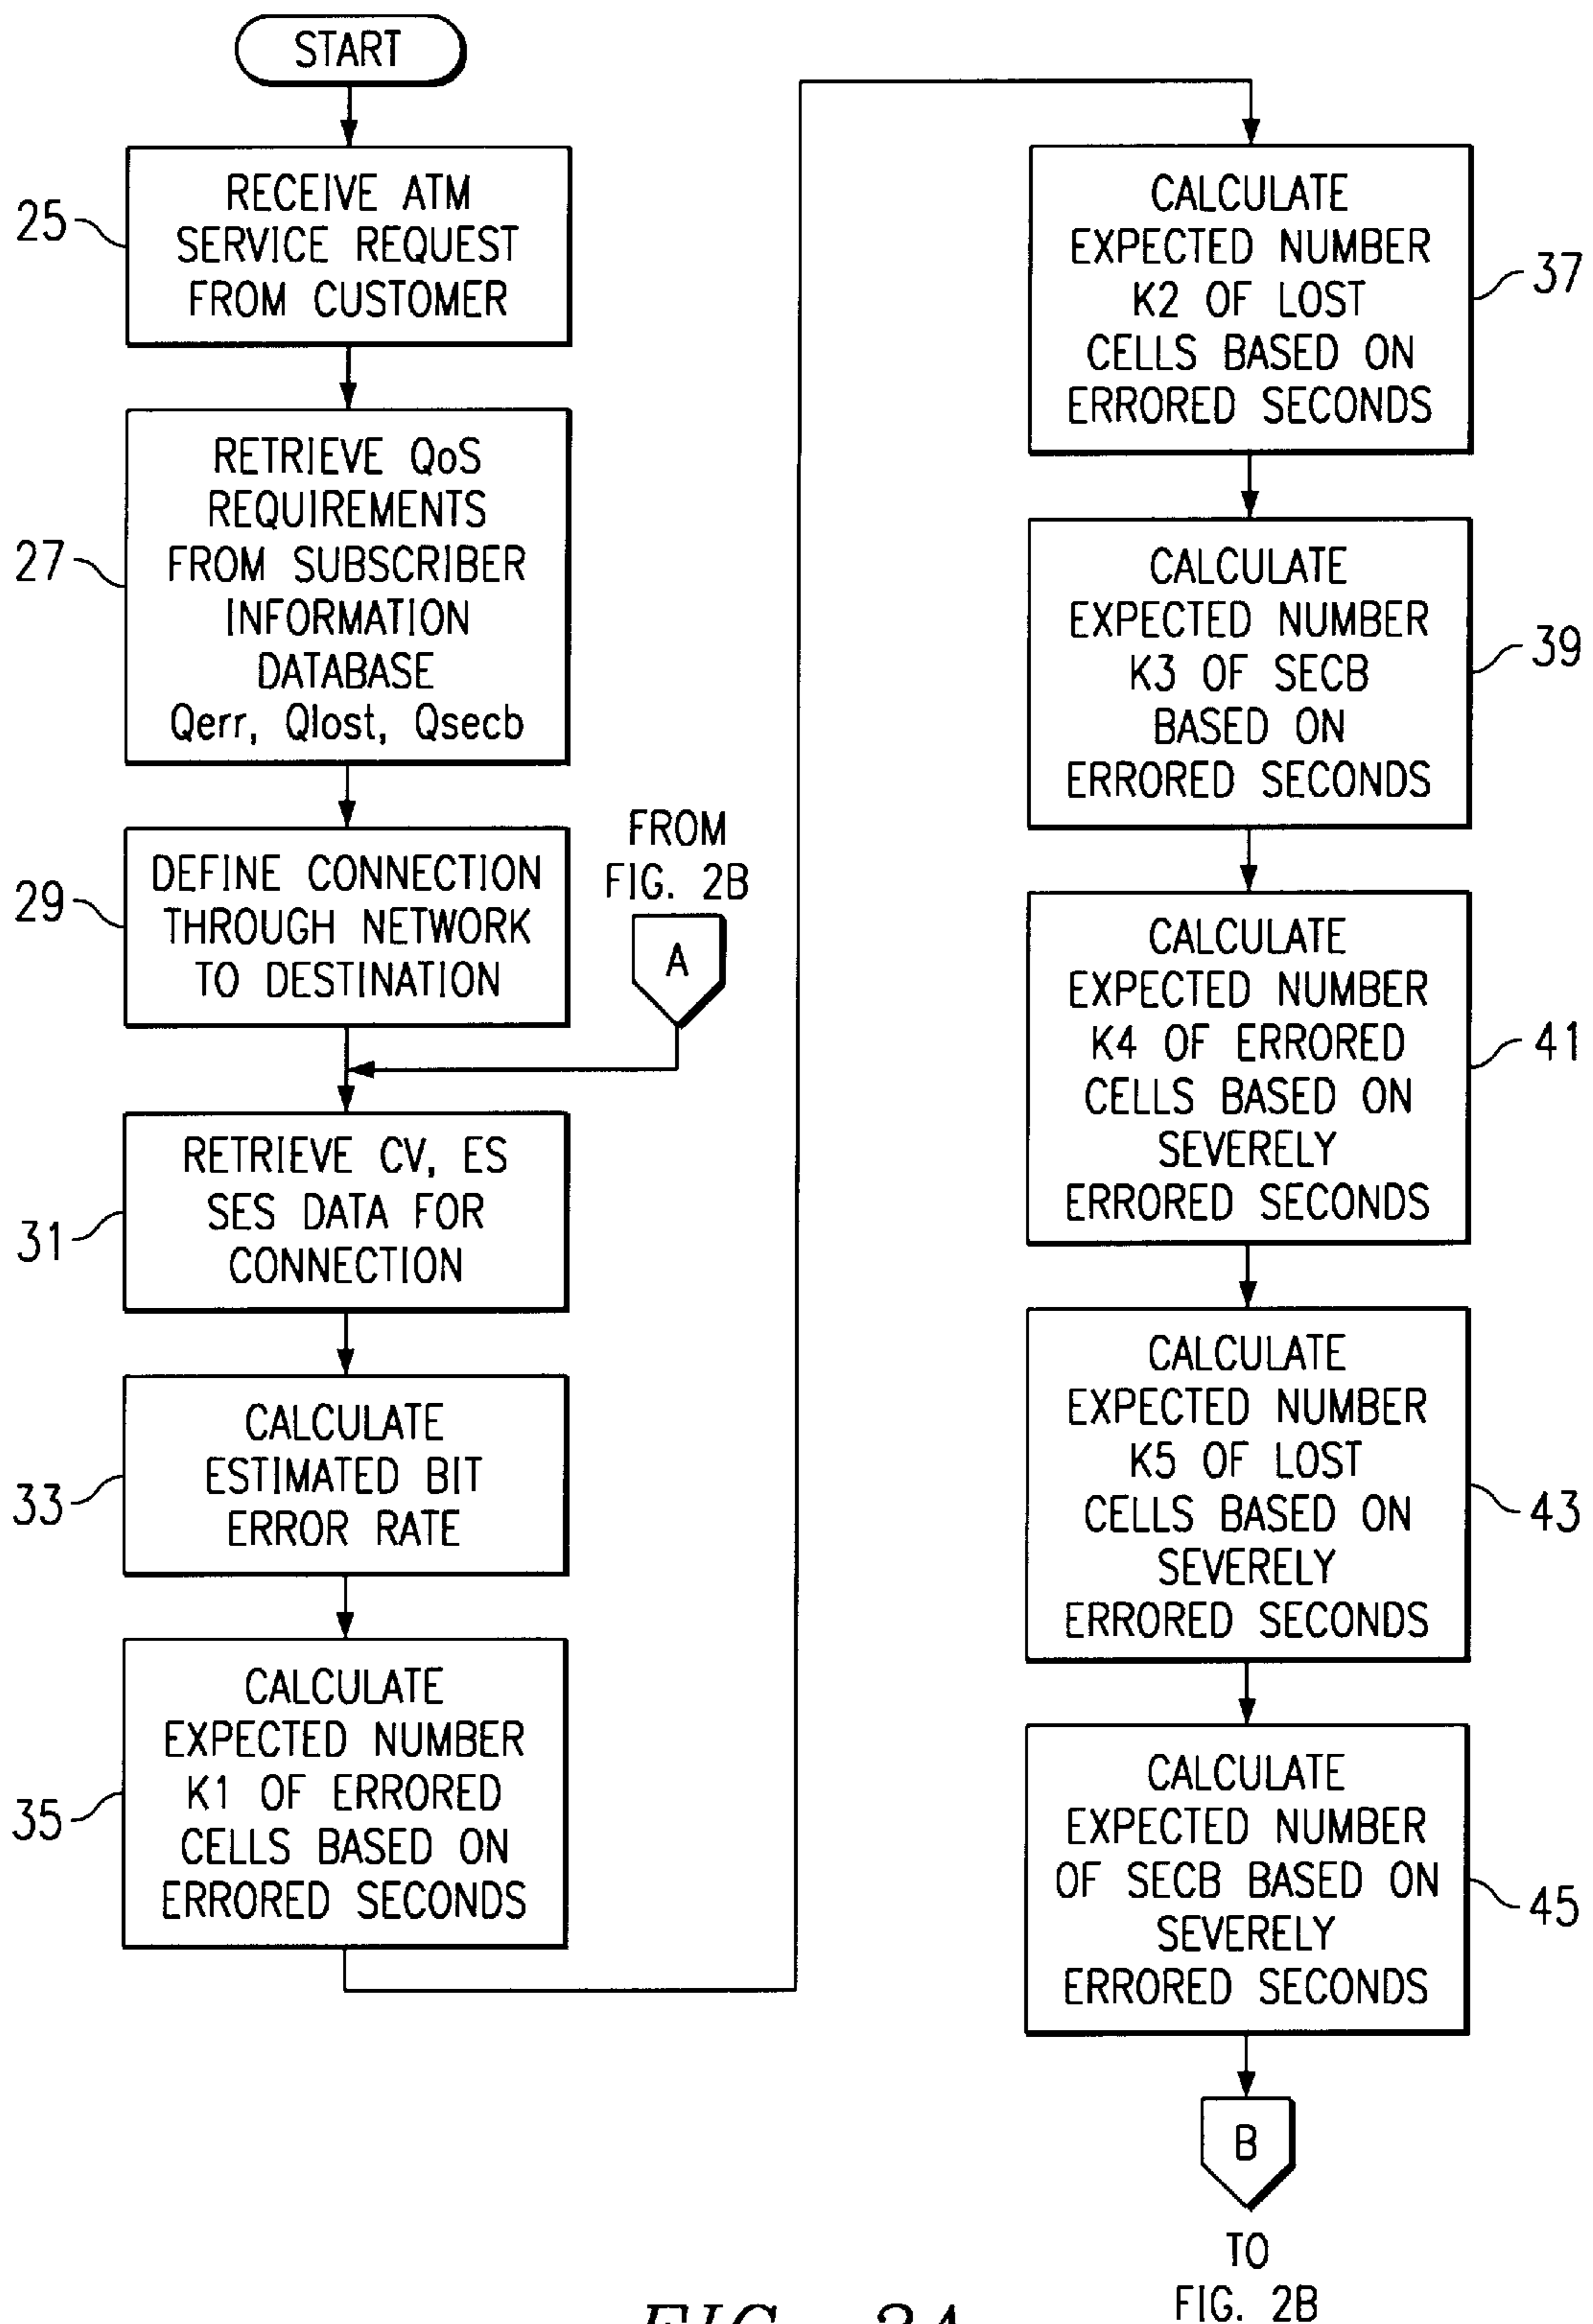 START
25
RECEIVE ATM
SERVICE REQUEST
FROM CUSTOMER
27
RETRIEVE QoS
REQUIREMENTS
FROM SUBSCRIBER
INFORMATION
DATABASE
Qerr, Qlost, Qsecb
29
DEFINE CONNECTION
THROUGH NETWORK
TO DESTINATION
FROM
FIG. 2B
A
31
RETRIEVE CV, ES
SES DATA FOR
CONNECTION
33
CALCULATE
ESTIMATED BIT
ERROR RATE
35
CALCULATE
EXPECTED NUMBER
K1 OF ERRORED
CELLS BASED ON
ERRORED SECONDS
CALCULATE
EXPECTED NUMBER
K2 OF LOST
CELLS BASED ON
ERRORED SECONDS
37
CALCULATE
EXPECTED NUMBER
K3 OF SECB
BASED ON
ERRORED SECONDS
39
CALCULATE
EXPECTED NUMBER
K4 OF ERRORED
CELLS BASED ON
SEVERELY
ERRORED SECONDS
41
CALCULATE
EXPECTED NUMBER
K5 OF LOST
CELLS BASED ON
SEVERELY
ERRORED SECONDS
43
CALCULATE
EXPECTED NUMBER
OF SECB BASED ON
SEVERELY
ERRORED SECONDS
45
B
TO
FIG. 2B
FIG. 2A